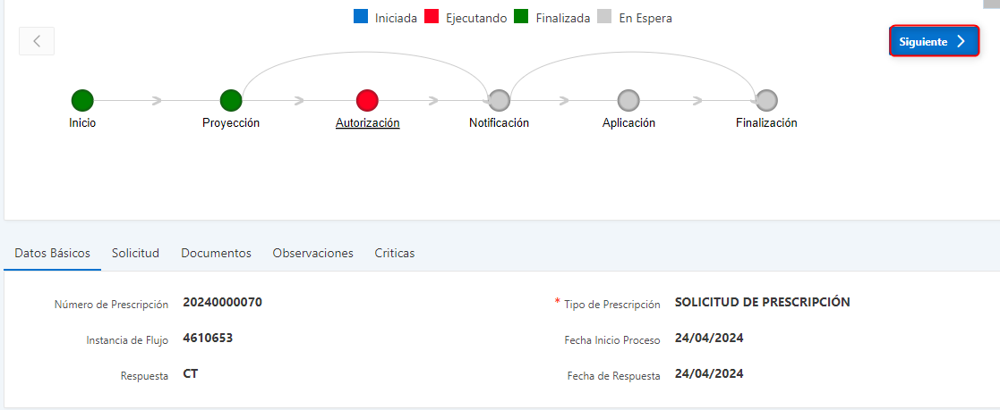 Iniciada Ejecutando Finalizada En Espera
Siguiente
Inicio Proyección Autorización Notificación Aplicación Finalización
Datos Básicos Solicitud Documentos Observaciones Criticas
Número de Prescripción 20240000070 * Tipo de Prescripción SOLICITUD DE PRESCRIPCIÓN
Instancia de Flujo 4610653 Fecha Inicio Proceso 24/04/2024
Respuesta CT Fecha de Respuesta 24/04/2024